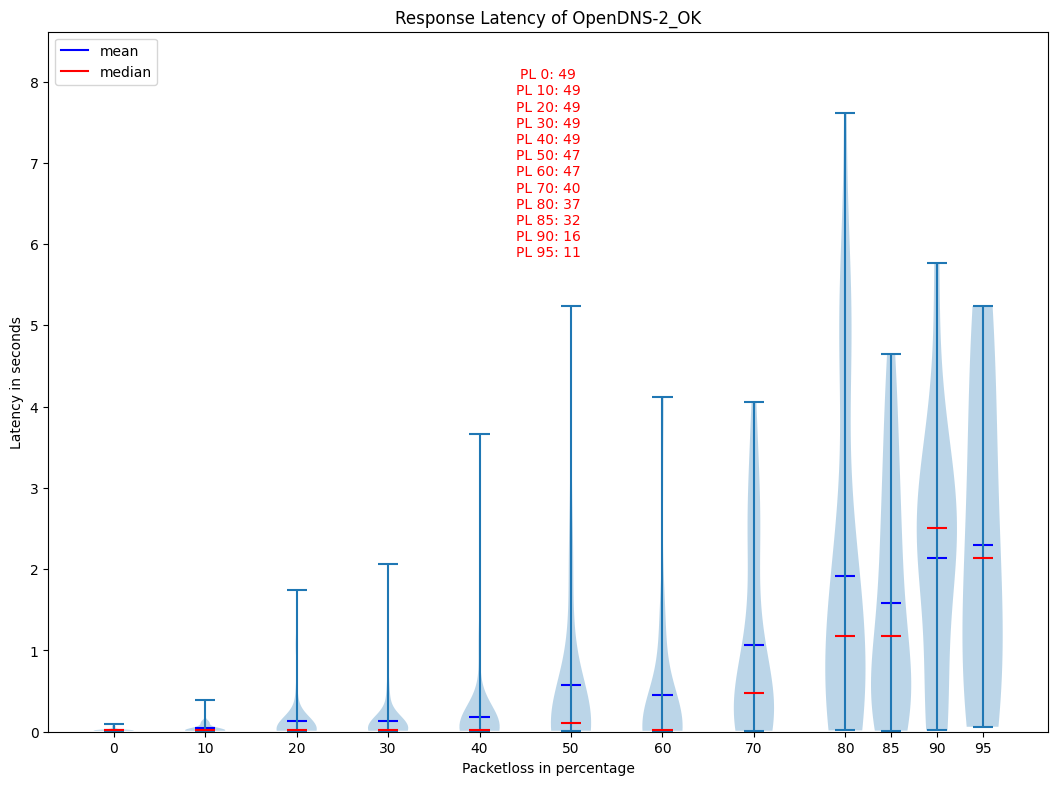 Response Latency of OpenDNS-2_OK
mean
median
PL 0: 49
PL 10: 49
PL 20: 49
PL 30: 49
PL 40: 49
PL 50: 47
PL 60: 47
PL 70: 40
PL 80: 37
PL 85: 32
PL 90: 16
PL 95: 11
Latency in seconds
8
7
6
5
4
3
2
1
0
0 10 20 30 40 50 60 70 80 85 90 95
Packetloss in percentage